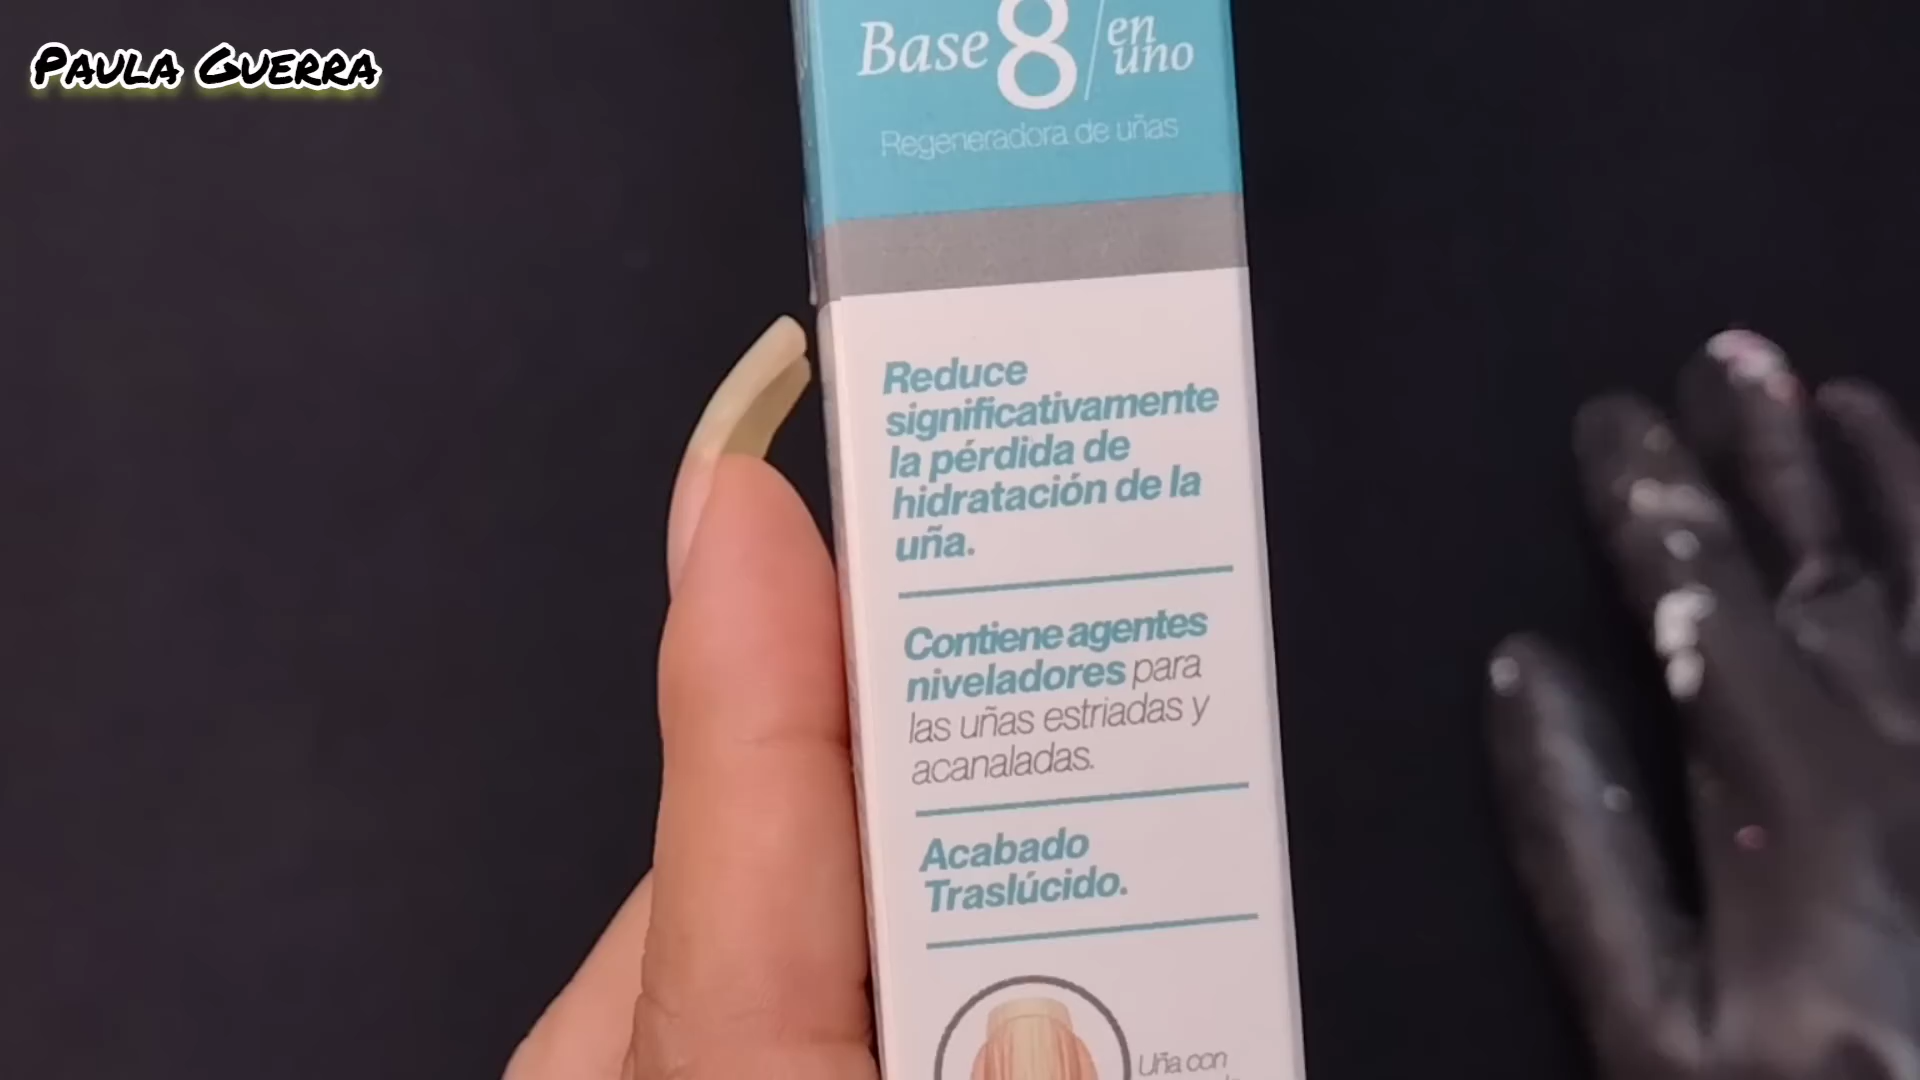 PAULA GUERRA
Base 8/en uno
Regeneradora de uñas
Reduce
significativamente
la pérdida de
hidratación de la
uña.
Contiene agentes
niveladores para
las uñas estriadas y
acanaladas.
Acabado
Traslúcido.
Uña con